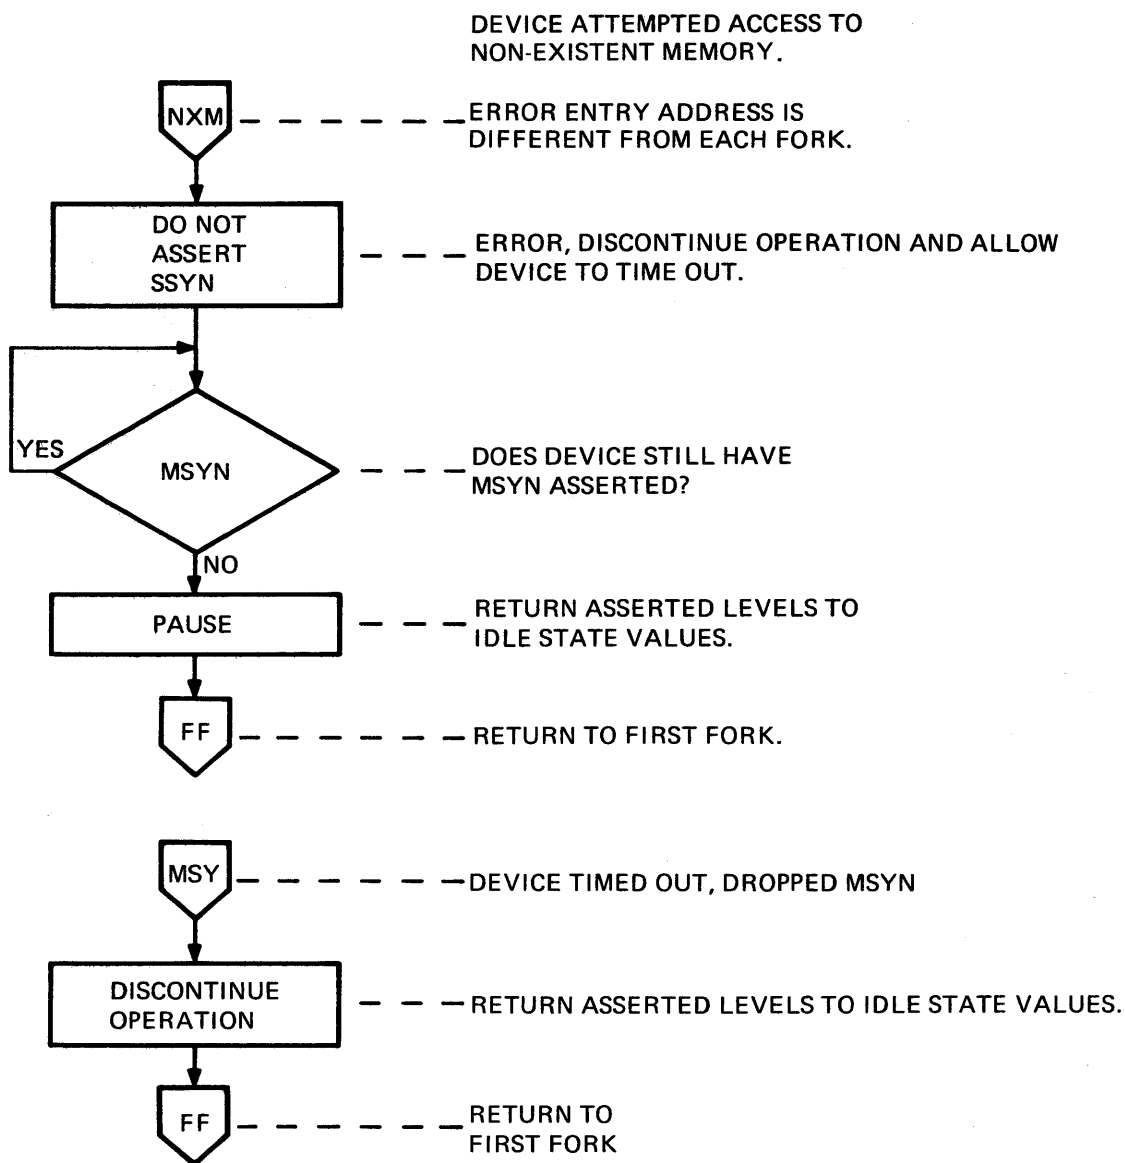 DEVICE ATTEMPTED ACCESS TO
NON-EXISTENT MEMORY.
NXM
ERROR ENTRY ADDRESS IS
DIFFERENT FROM EACH FORK.
DO NOT
ASSERT
SSYN
ERROR, DISCONTINUE OPERATION AND ALLOW
DEVICE TO TIME OUT.
YES
MSYN
DOES DEVICE STILL HAVE
MSYN ASSERTED?
NO
PAUSE
RETURN ASSERTED LEVELS TO
IDLE STATE VALUES.
FF
RETURN TO FIRST FORK.
MSY
DEVICE TIMED OUT, DROPPED MSYN
DISCONTINUE
OPERATION
RETURN ASSERTED LEVELS TO IDLE STATE VALUES.
FF
RETURN TO
FIRST FORK